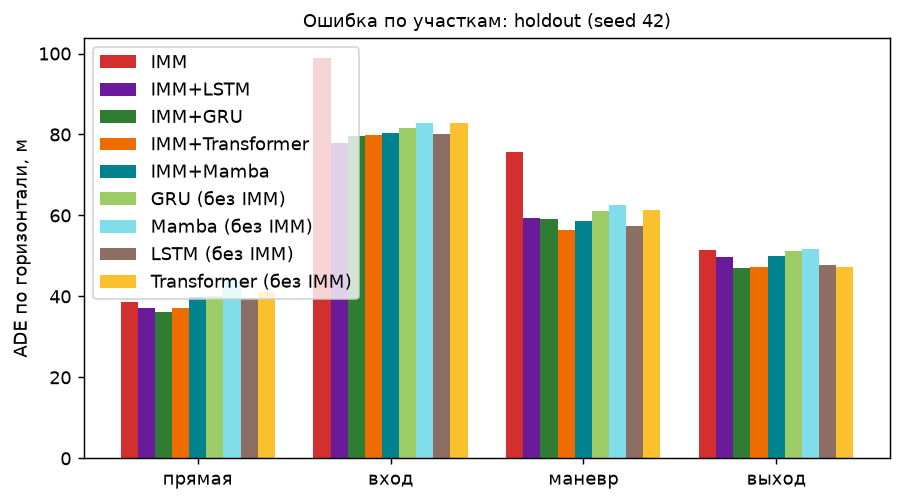 Ошибка по участкам: holdout (seed 42)
ADE по горизонтали, м
100
80
60
40
20
0
IMM
IMM+LSTM
IMM+GRU
IMM+Transformer
IMM+Mamba
GRU (без IMM)
Mamba (без IMM)
LSTM (без IMM)
Transformer (без IMM)
прямая вход маневр выход